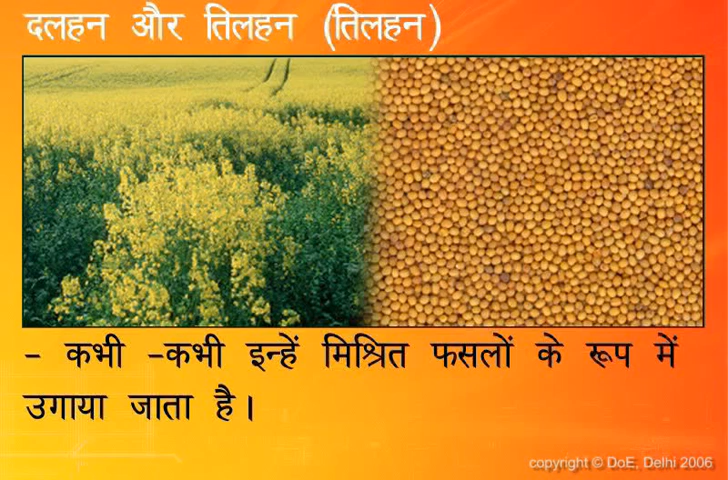 दलहन और तिलहन (तिलहन)
- कभी -कभी इन्हें मिश्रित फसलों के रूप में
उगाया जाता है।
copyright © DoE, Delhi 2006